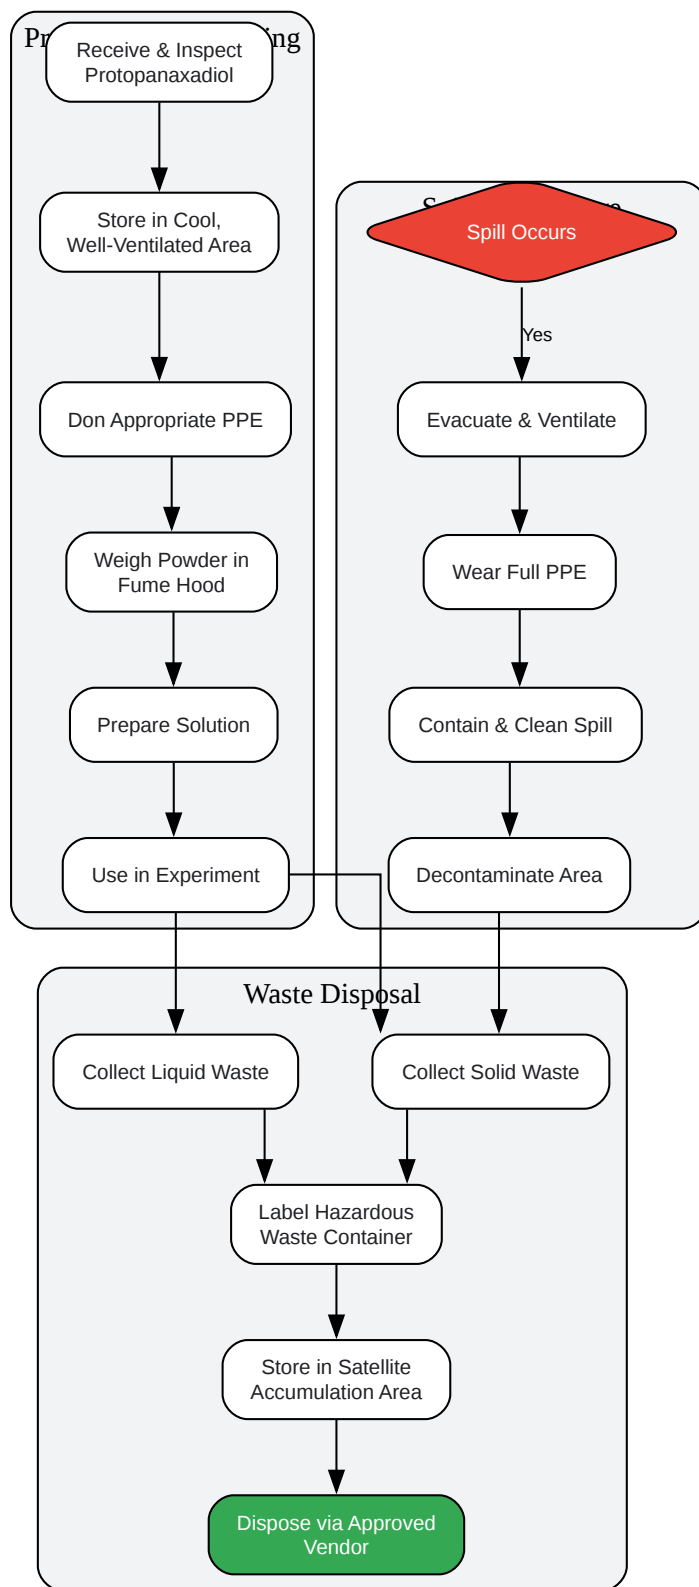 Receive & Inspect
Protopanaxadiol
Store in Cool,
Well-Ventilated Area
Don Appropriate PPE
Weigh Powder in
Fume Hood
Prepare Solution
Use in Experiment
Spill Occurs
Yes
Evacuate & Ventilate
Wear Full PPE
Contain & Clean Spill
Decontaminate Area
Waste Disposal
Collect Liquid Waste
Collect Solid Waste
Label Hazardous
Waste Container
Store in Satellite
Accumulation Area
Dispose via Approved
Vendor